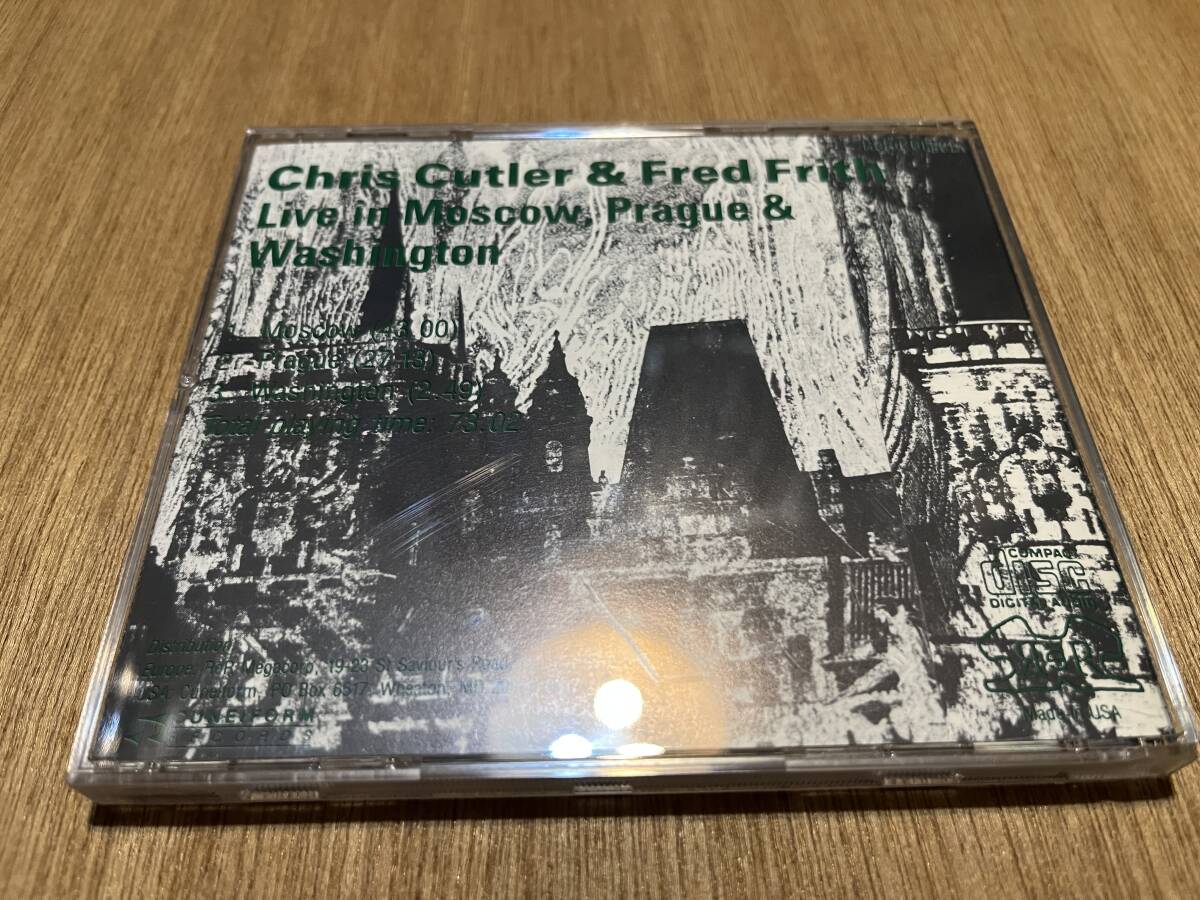 Chris Cutler & Fred Frith
Live in Moscow, Prague &
Washington
1. Moscow (43.00)
2. Prague (27.13)
3. Washington (2.49)
Total playing time: 73.02
COMPACT
disc
DIGITAL AUDIO
Distribution
Europe: RéR Megacorp, 19-23 St Saviour's Road
USA: Cuneiform, PO Box 6517, Wheaton, MD 20
CUNEIFORM
RECORDS
Made in USA